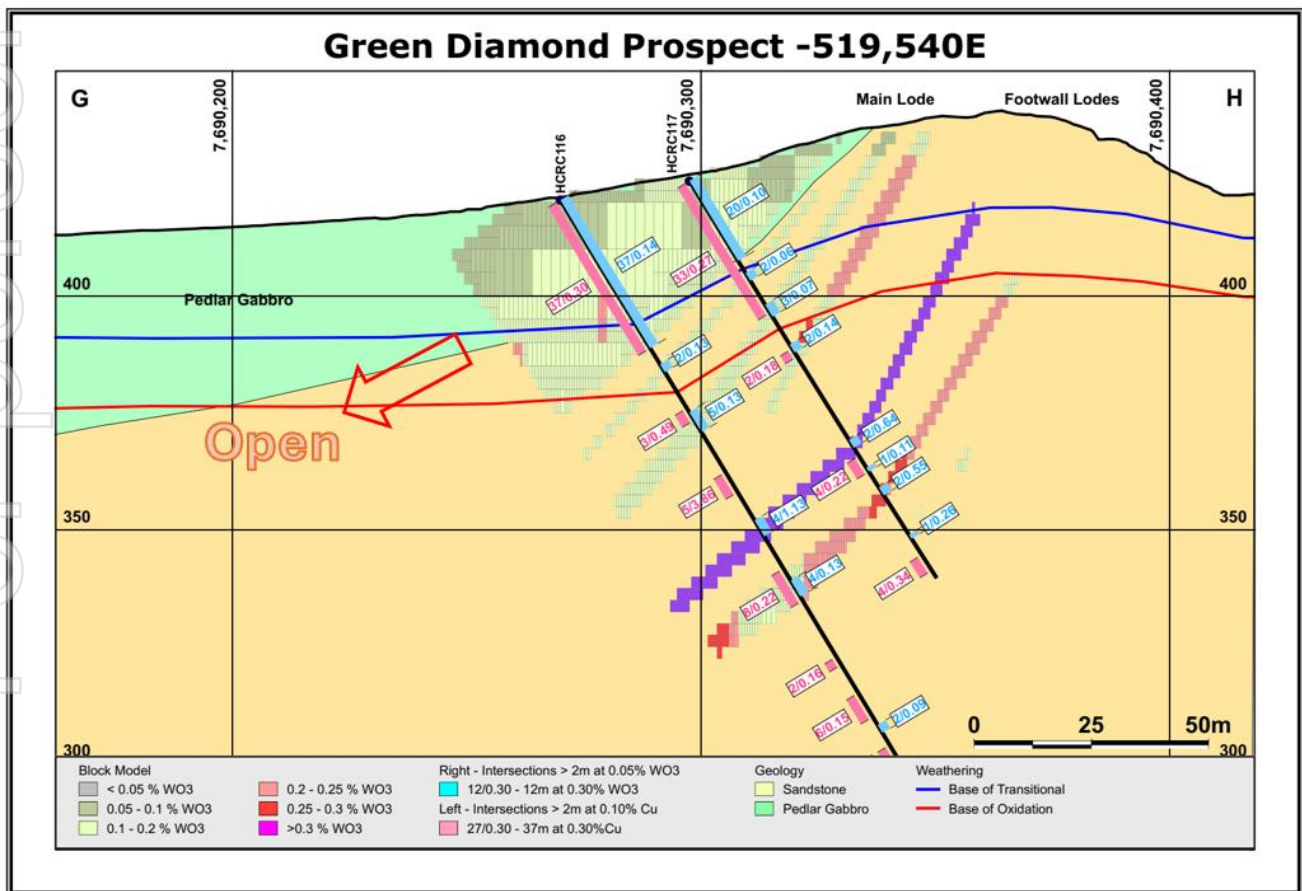 Green Diamond Prospect -519,540E
G
7,690,200
HCRC116
HCRC117
7,690,300
Main Lode
Footwall Lodes
7,690,400
H
20/0.10
37/0.14
33/0.27
2/0.06
37/0.30
3/0.07
400
Pedlar Gabbro
400
2/0.14
2/0.13
2/0.18
5/0.13
3/0.49
Open
2/0.64
1/0.11
4/0.22
2/0.55
5/3.86
350
4/1.13
1/0.26
350
4/0.13
4/0.34
8/0.22
2/0.16
6/0.15
2/0.09
0 25 50m
300
300
Block Model
< 0.05 % WO3
0.05 - 0.1 % WO3
0.1 - 0.2 % WO3
0.2 - 0.25 % WO3
0.25 - 0.3 % WO3
>0.3 % WO3
Right - Intersections > 2m at 0.05% WO3
12/0.30 - 12m at 0.30% WO3
Left - Intersections > 2m at 0.10% Cu
27/0.30 - 37m at 0.30%Cu
Geology
Sandstone
Pedlar Gabbro
Weathering
Base of Transitional
Base of Oxidation